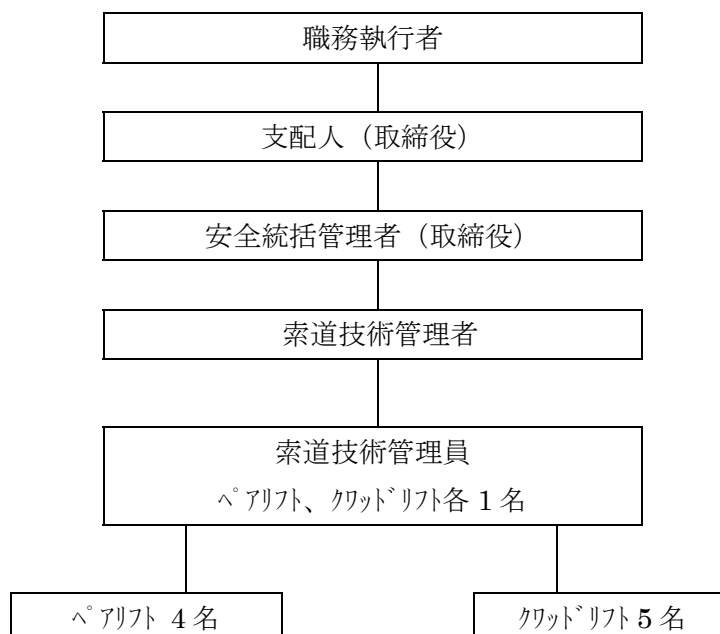 職務執行者
支配人（取締役）
安全統括管理者（取締役）
索道技術管理者
索道技術管理員
ﾍﾟｱﾘﾌﾄ、ｸﾜｯﾄﾞﾘﾌﾄ各 1 名
ﾍﾟｱﾘﾌﾄ 4 名
ｸﾜｯﾄﾞﾘﾌﾄ 5 名